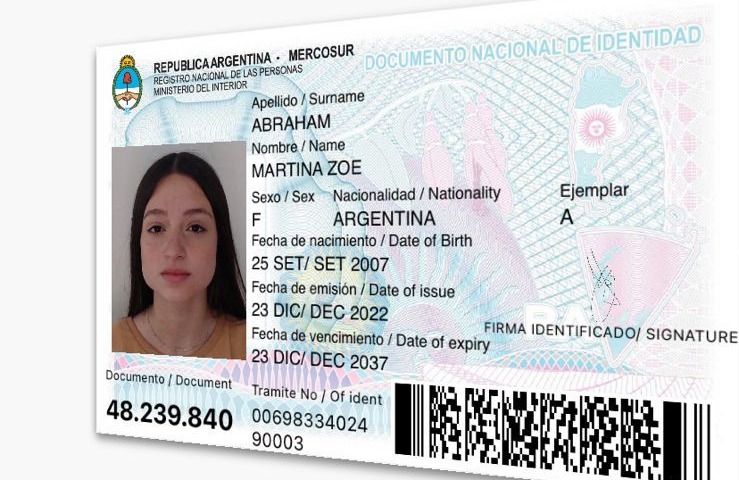 REPUBLICA ARGENTINA - MERCOSUR
REGISTRO NACIONAL DE LAS PERSONAS
MINISTERIO DEL INTERIOR
DOCUMENTO NACIONAL DE IDENTIDAD
Apellido / Surname
ABRAHAM
Nombre / Name
MARTINA ZOE
Sexo / Sex Nacionalidad / Nationality
F ARGENTINA
Ejemplar
A
Fecha de nacimiento / Date of Birth
25 SET/ SET 2007
Fecha de emisión / Date of issue
23 DIC/ DEC 2022
Fecha de vencimiento / Date of expiry
23 DIC/ DEC 2037
FIRMA IDENTIFICADO/ SIGNATURE
Documento / Document
48.239.840
Tramite No / Of ident
00698334024
90003